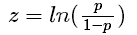 z = ln(p/(1-p))